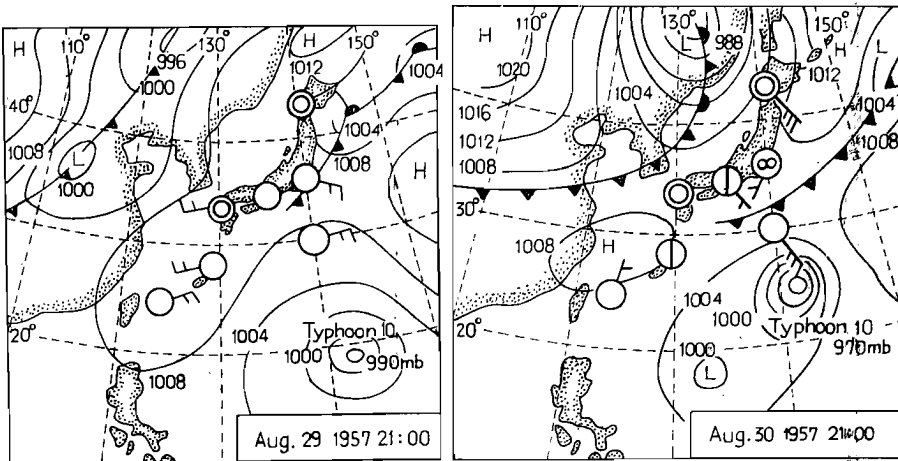 H 110° 996 1000 130° H 1012 150° 1004
40°
1008 L 1000 1004 1008 H
30°
20°
1004
Typhoon 10
1000 990mb
1008
Aug. 29 1957 21:00
130° L 988 150° H L
H 1020 1004 1012
1016 1004
1012 1008
1008
30°
1008 H
1004
20° 1000 Typhoon 10
1000 970mb
L
Aug. 30 1957 21:00